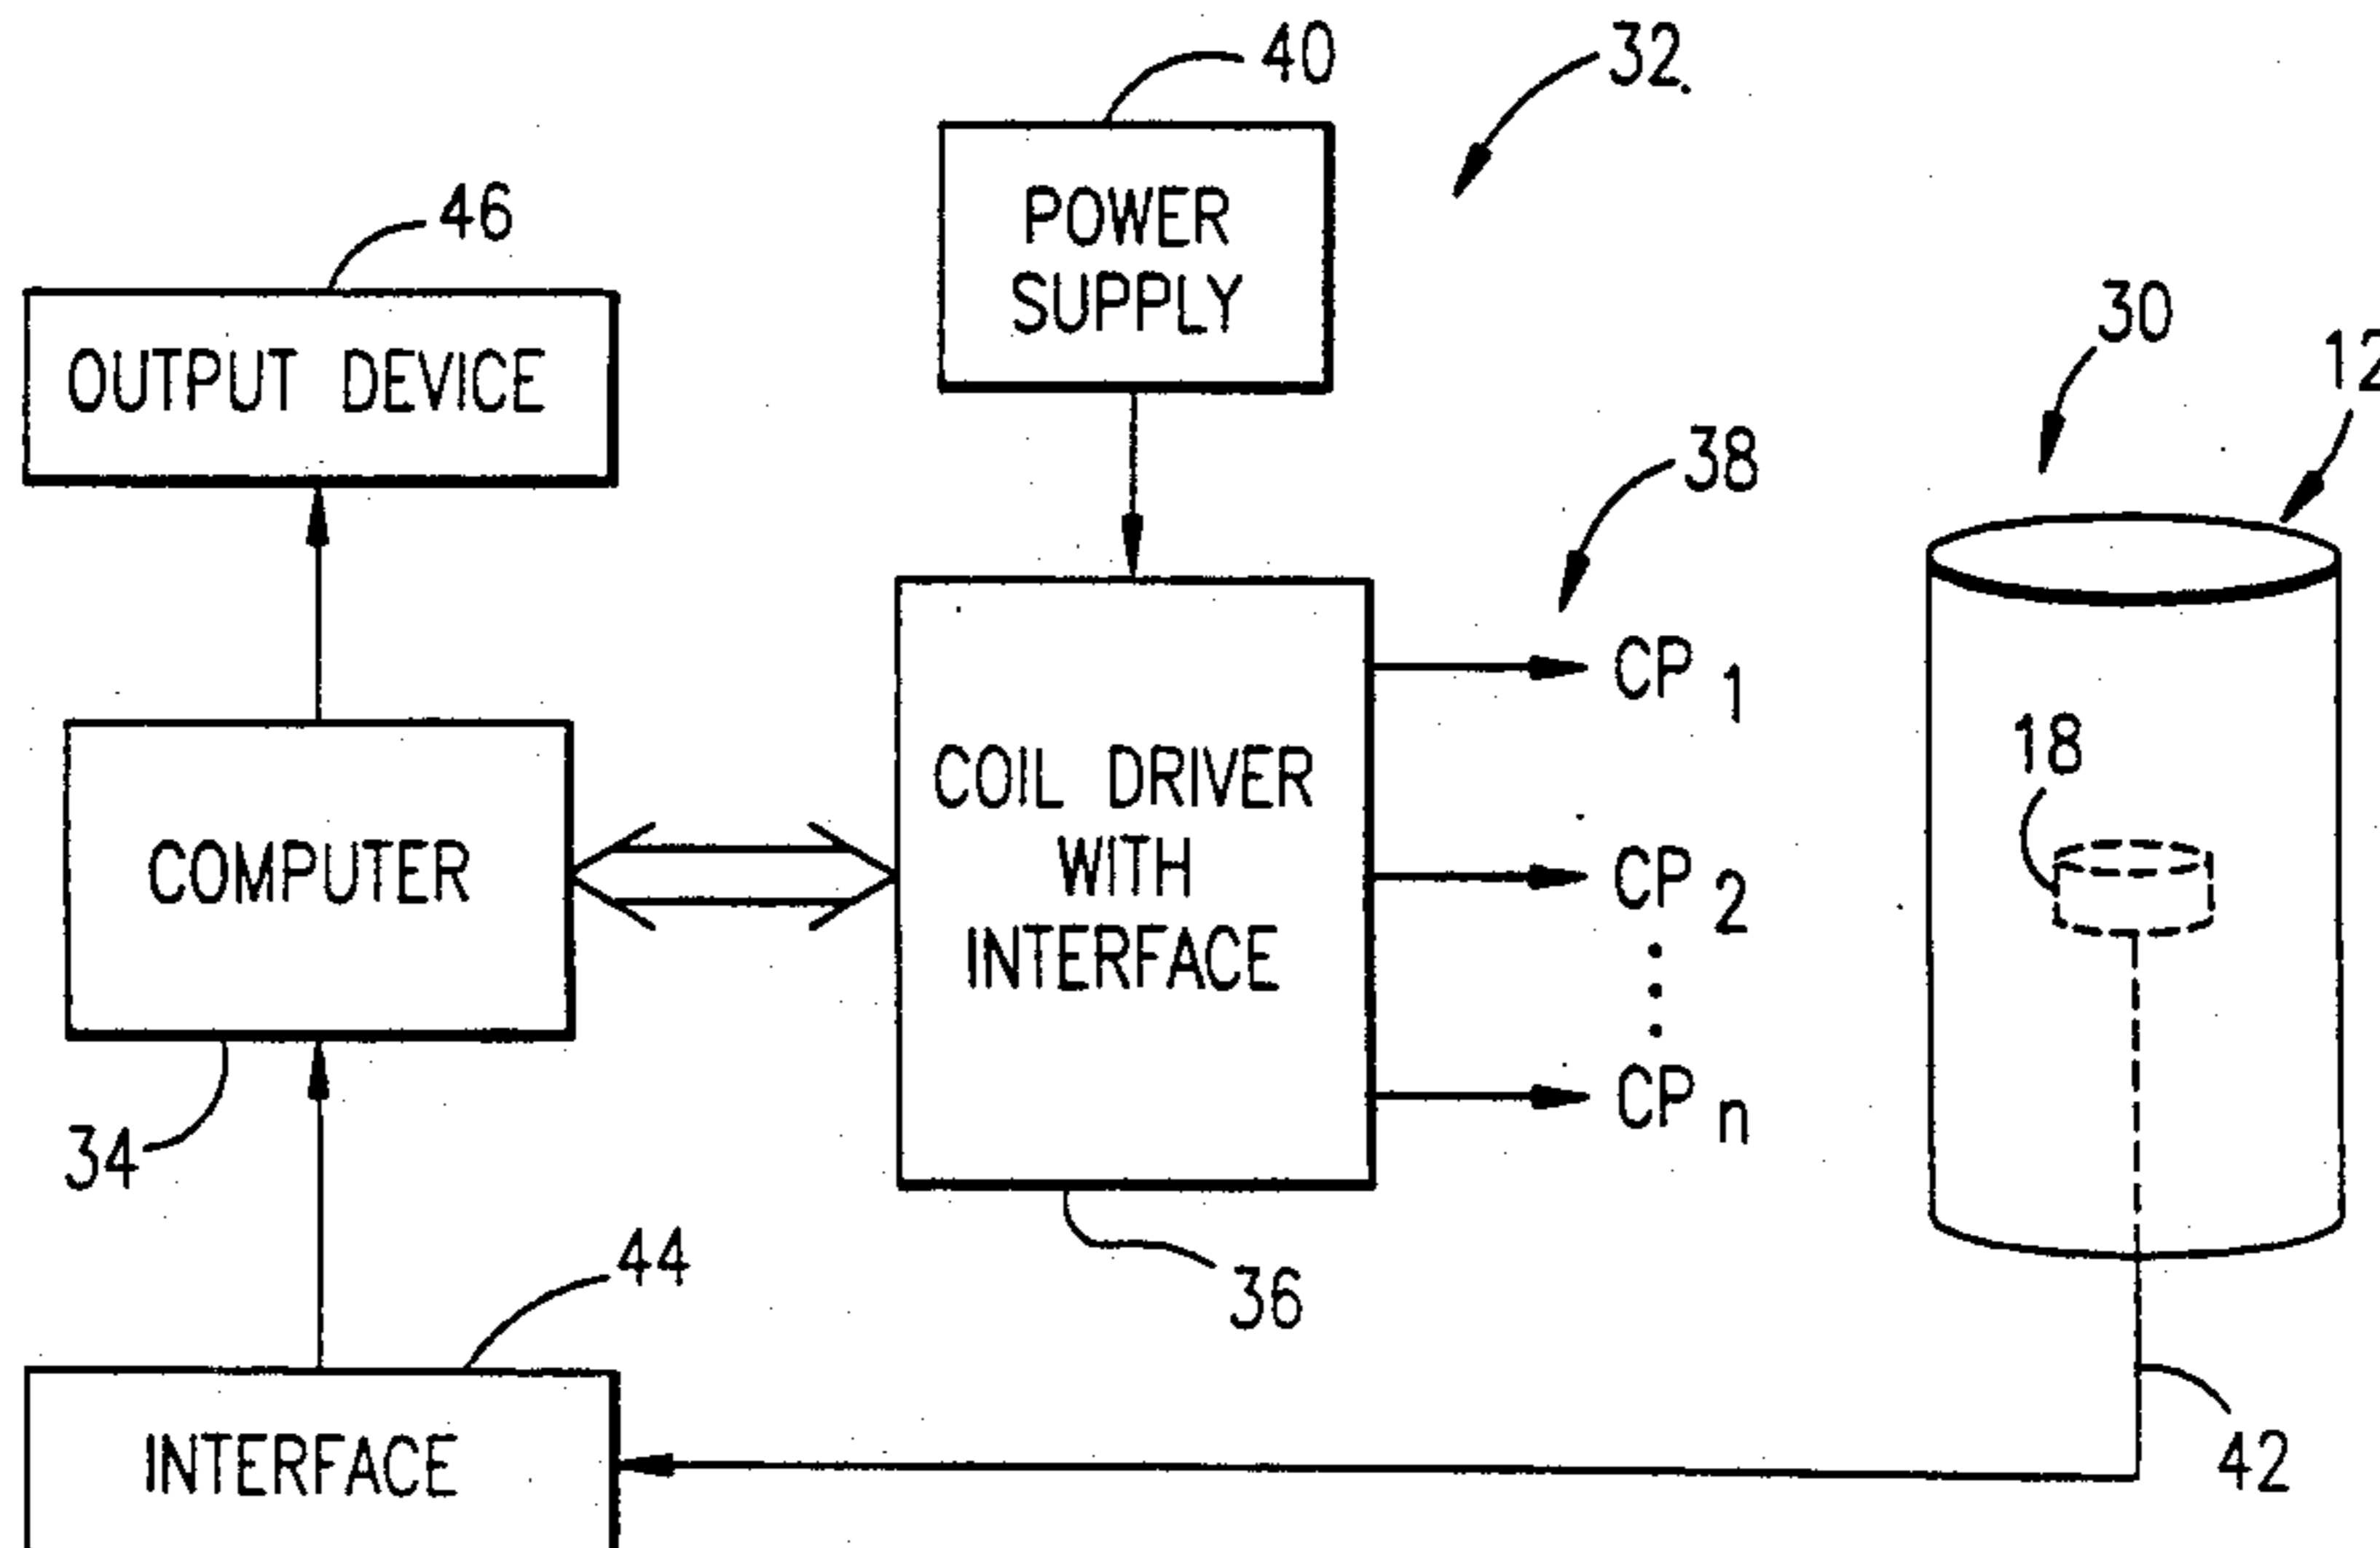 40
32
46
POWER
SUPPLY
30
12
OUTPUT DEVICE
38
CP 1
18
COIL DRIVER
WITH
INTERFACE
COMPUTER
CP 2
CP n
34
44
36
INTERFACE
42